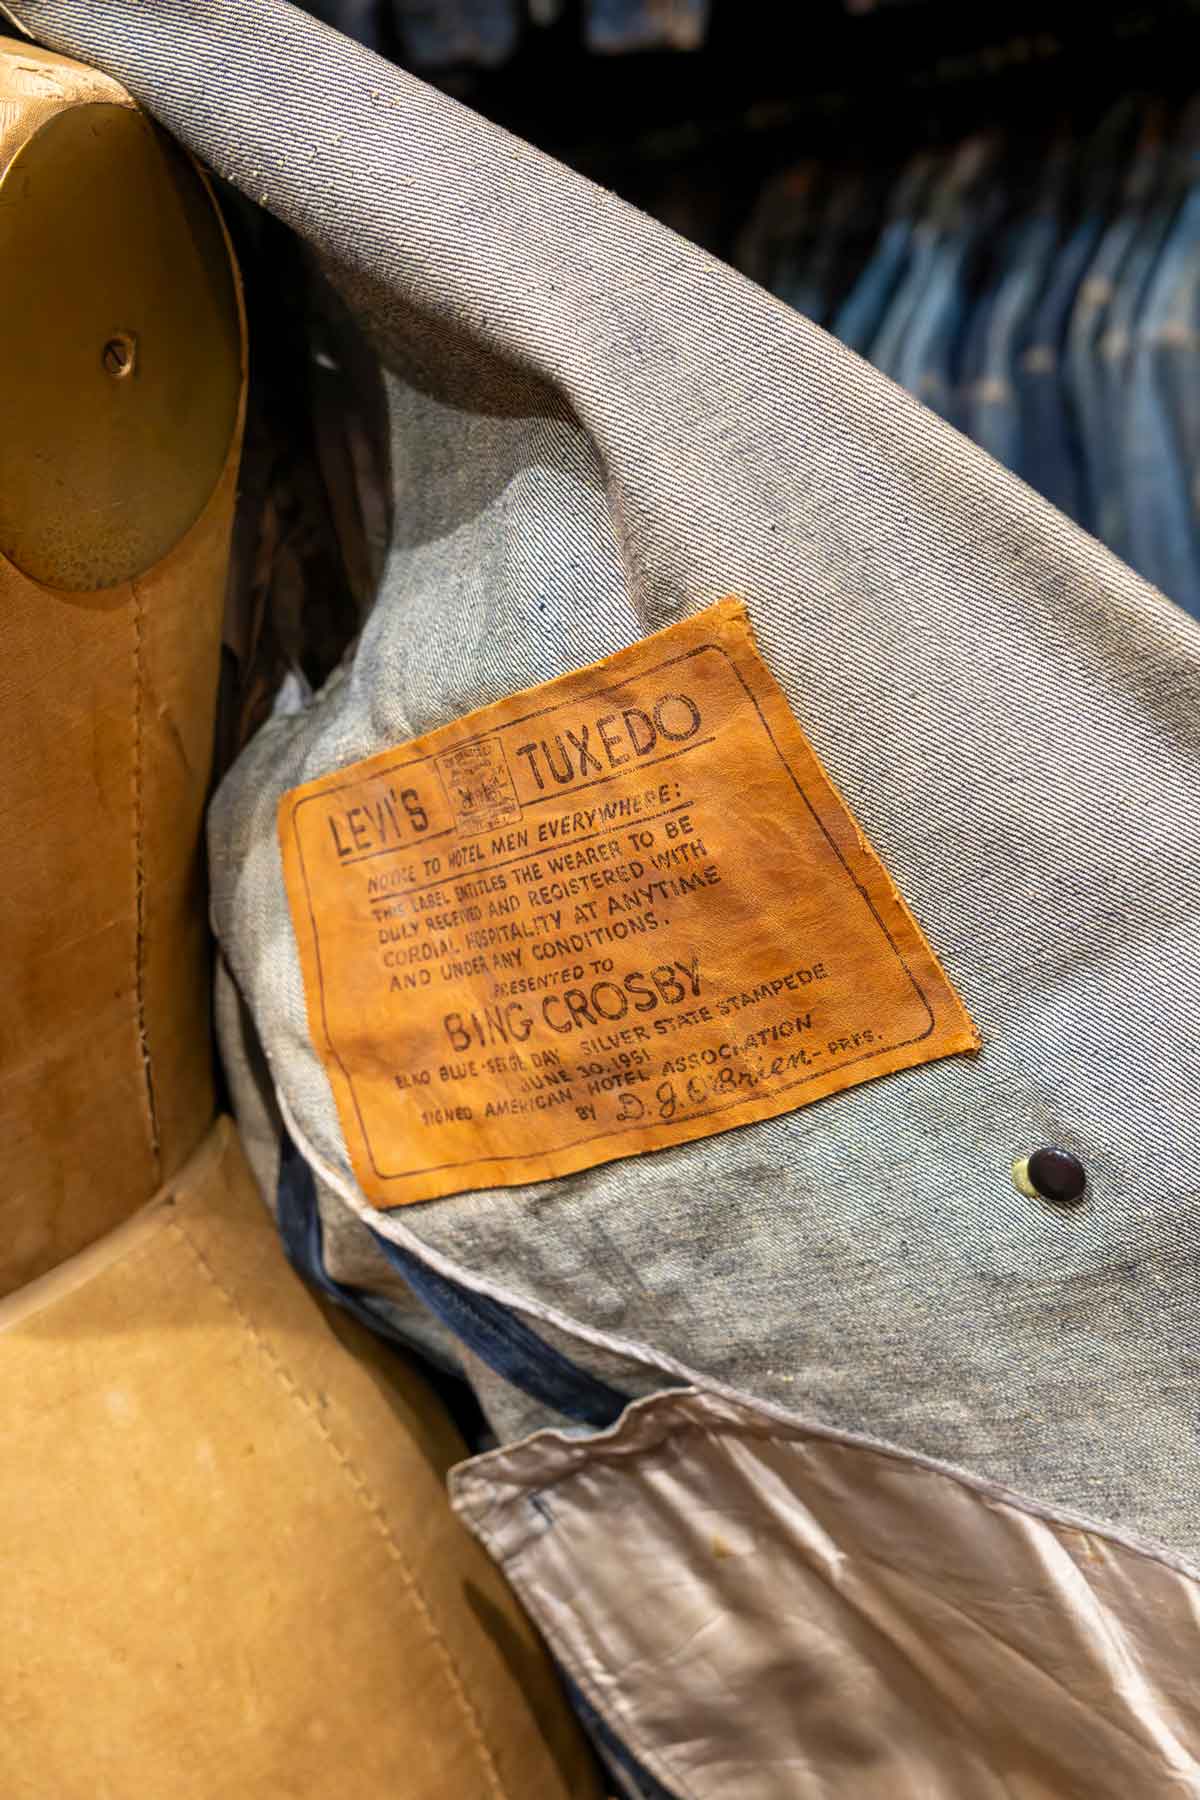 LEVI'S TUXEDO
NOTICE TO HOTEL MEN EVERYWHERE:
THIS LABEL ENTITLES THE WEARER TO BE
DULY RECEIVED AND REGISTERED WITH
CORDIAL HOSPITALITY AT ANYTIME
AND UNDER ANY CONDITIONS.
PRESENTED TO
BING CROSBY
ELKO BLUE-SERGE DAY SILVER STATE STAMPEDE
JUNE 30, 1951
SIGNED AMERICAN HOTEL ASSOCIATION
BY D. J. O'Brien - PRES.